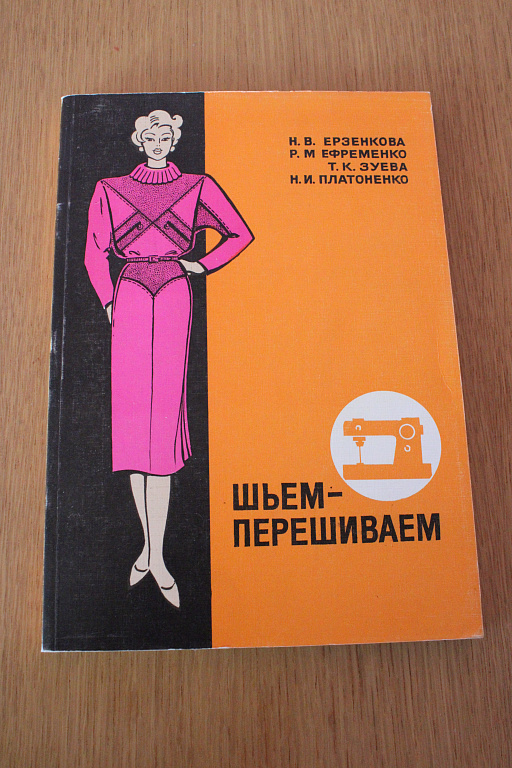 Н. В. ЕРЗЕНКОВА
Р. М ЕФРЕМЕНКО
Т. К. ЗУЕВА
Н. И. ПЛАТОНЕНКО
ШЬЕМ-
ПЕРЕШИВАЕМ